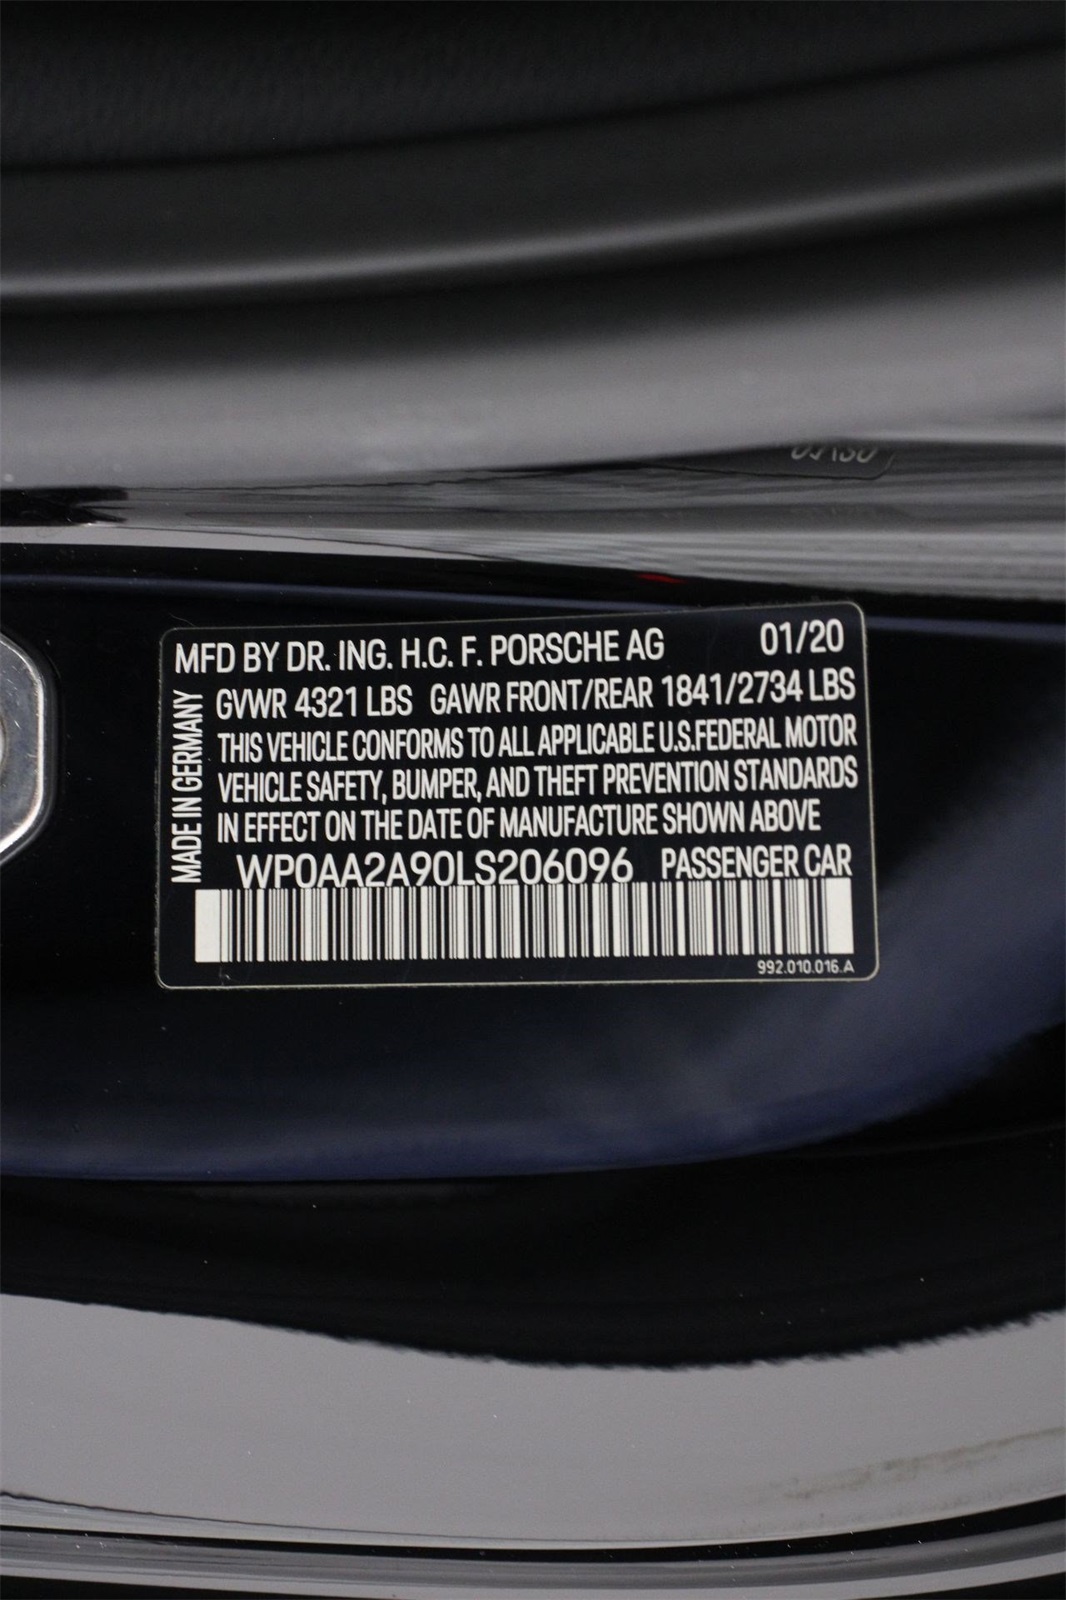 MFD BY DR. ING. H.C. F. PORSCHE AG 01/20
GVWR 4321 LBS GAWR FRONT/REAR 1841/2734 LBS
THIS VEHICLE CONFORMS TO ALL APPLICABLE U.S.FEDERAL MOTOR
VEHICLE SAFETY, BUMPER, AND THEFT PREVENTION STANDARDS
IN EFFECT ON THE DATE OF MANUFACTURE SHOWN ABOVE
WP0AA2A90LS206096 PASSENGER CAR
992.010.016.A
MADE IN GERMANY